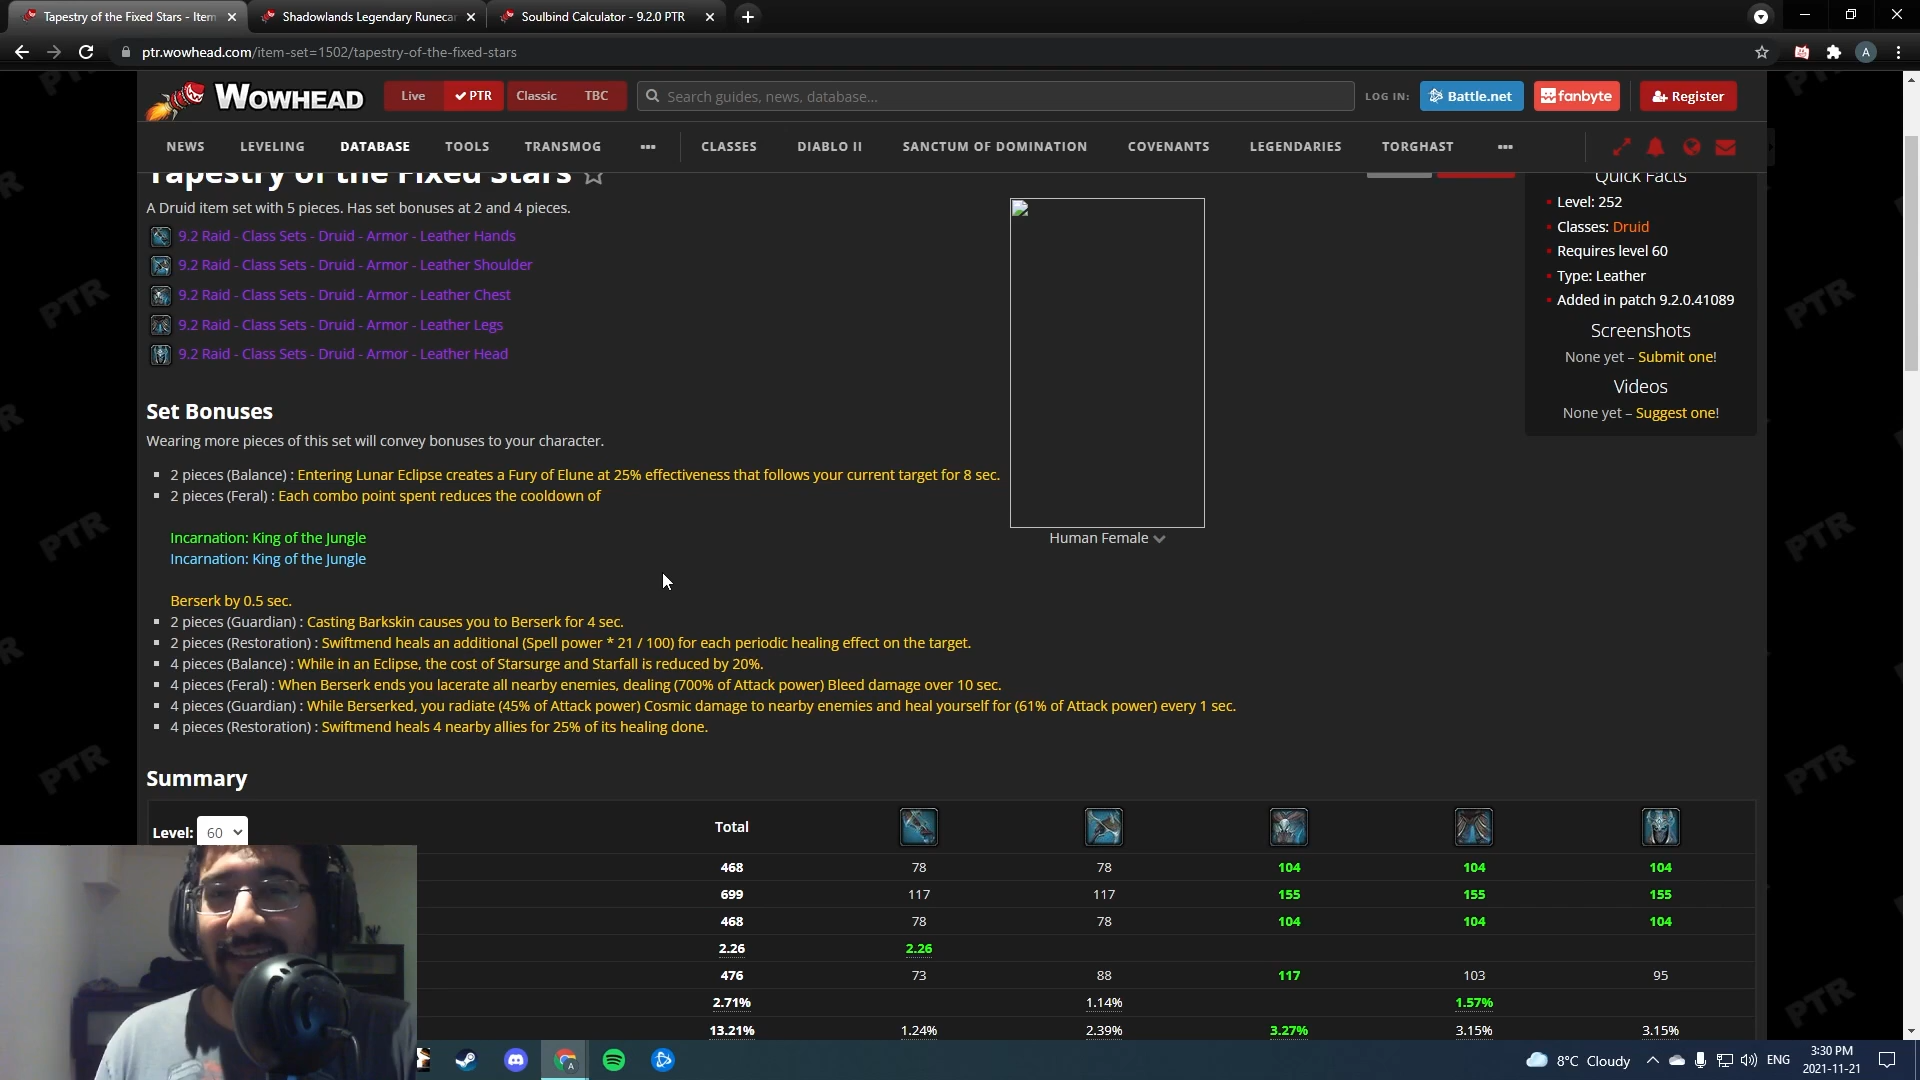 Tapestry of the Fixed Stars - Item
Shadowlands Legendary Runecar
Soulbind Calculator - 9.2.0 PTR
ptr.wowhead.com/item-set=1502/tapestry-of-the-fixed-stars
A
WOWHEAD
Live
PTR
Classic
TBC
Search guides, news, database...
LOG IN:
Battle.net
fanbyte
Register
NEWS
LEVELING
DATABASE
TOOLS
TRANSMOG
CLASSES
DIABLO II
SANCTUM OF DOMINATION
COVENANTS
LEGENDARIES
TORGHAST
Tapestry of the Fixed Stars
A Druid item set with 5 pieces. Has set bonuses at 2 and 4 pieces.
9.2 Raid - Class Sets - Druid - Armor - Leather Hands
9.2 Raid - Class Sets - Druid - Armor - Leather Shoulder
9.2 Raid - Class Sets - Druid - Armor - Leather Chest
9.2 Raid - Class Sets - Druid - Armor - Leather Legs
9.2 Raid - Class Sets - Druid - Armor - Leather Head
Human Female
Quick Facts
Level: 252
Classes: Druid
Requires level 60
Type: Leather
Added in patch 9.2.0.41089
Screenshots
None yet – Submit one!
Videos
None yet – Suggest one!
Set Bonuses
Wearing more pieces of this set will convey bonuses to your character.
2 pieces (Balance) : Entering Lunar Eclipse creates a Fury of Elune at 25% effectiveness that follows your current target for 8 sec.
2 pieces (Feral) : Each combo point spent reduces the cooldown of
Incarnation: King of the Jungle
Incarnation: King of the Jungle
Berserk by 0.5 sec.
2 pieces (Guardian) : Casting Barkskin causes you to Berserk for 4 sec.
2 pieces (Restoration) : Swiftmend heals an additional (Spell power * 21 / 100) for each periodic healing effect on the target.
4 pieces (Balance) : While in an Eclipse, the cost of Starsurge and Starfall is reduced by 20%.
4 pieces (Feral) : When Berserk ends you lacerate all nearby enemies, dealing (700% of Attack power) Bleed damage over 10 sec.
4 pieces (Guardian) : While Berserked, you radiate (45% of Attack power) Cosmic damage to nearby enemies and heal yourself for (61% of Attack power) every 1 sec.
4 pieces (Restoration) : Swiftmend heals 4 nearby allies for 25% of its healing done.
Summary
Level: 60
Total
468 78 78 104 104 104
699 117 117 155 155 155
468 78 78 104 104 104
2.26 2.26
476 73 88 117 103 95
2.71% 1.14% 1.57%
13.21% 1.24% 2.39% 3.27% 3.15% 3.15%
PTR
PTR
PTR
PTR
PTR
PTR
PTR
PTR
8°C Cloudy
ENG
3:30 PM
2021-11-21